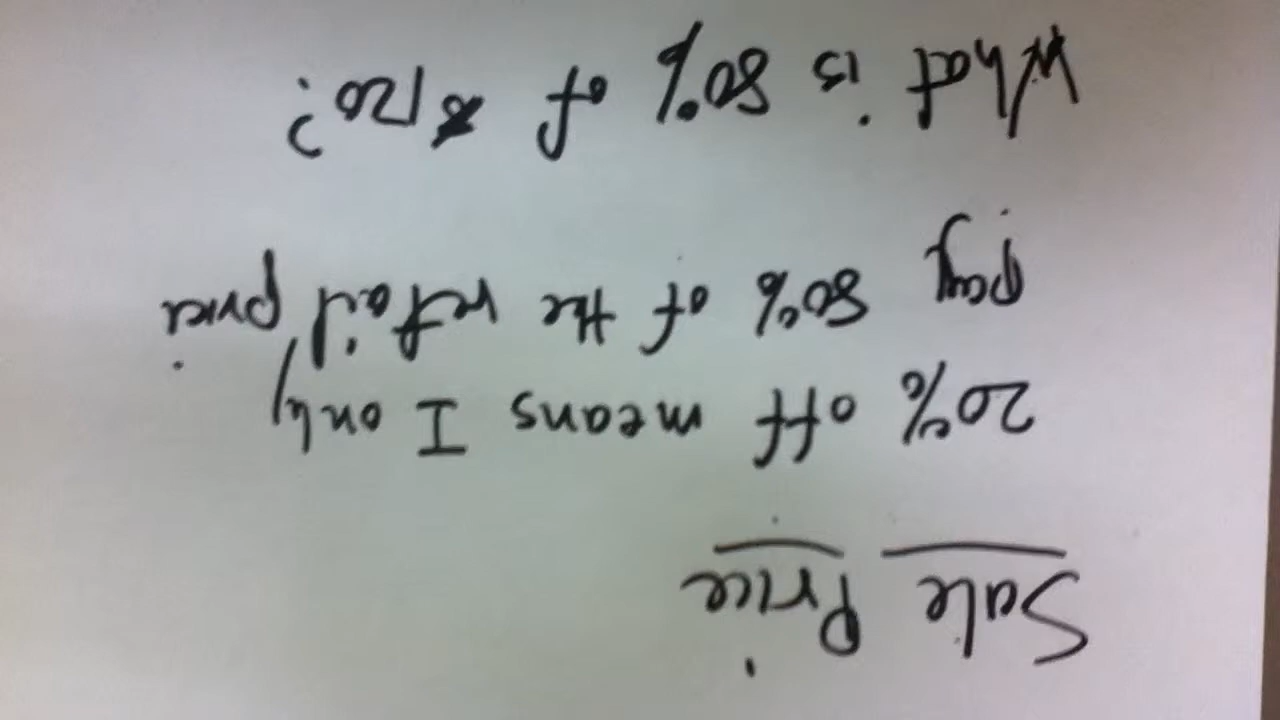 Sale Price
20% off means I only
pay 80% of the retail price
What is 80% of $120?